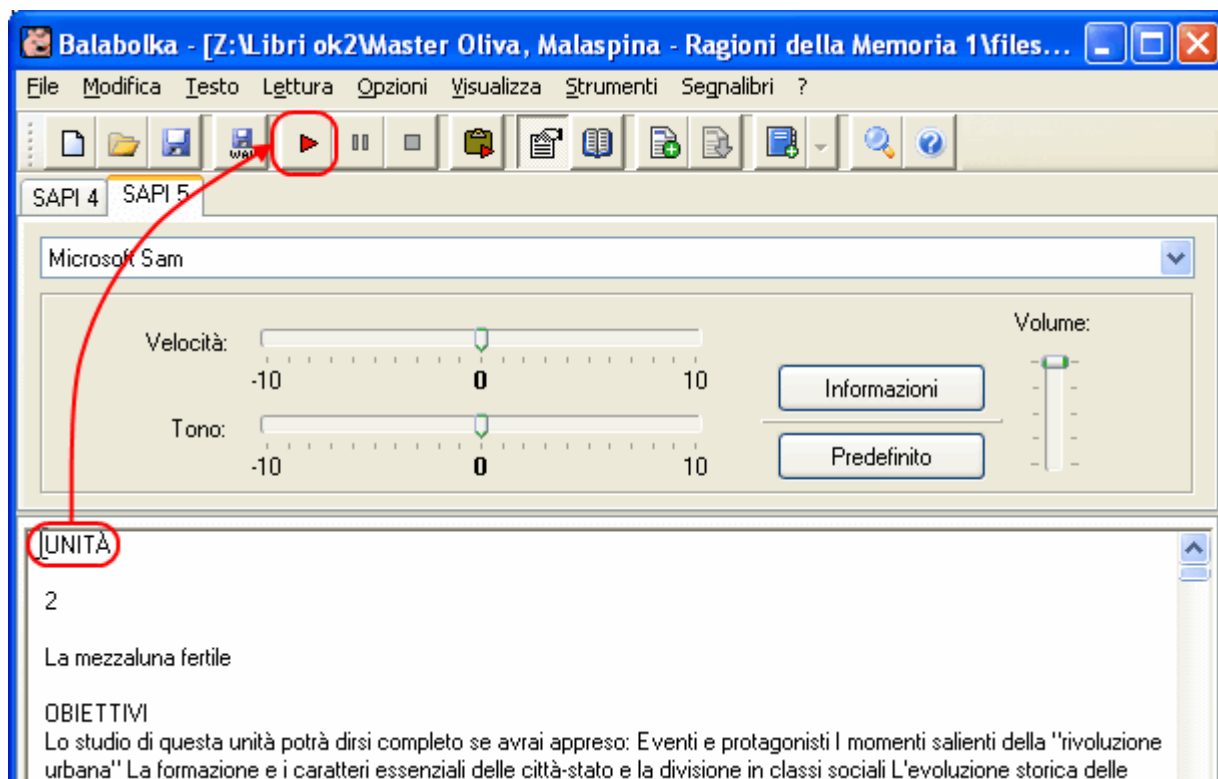 Balabolka - [Z:\Libri ok2\Master Oliva, Malaspina - Ragioni della Memoria 1\files...
File Modifica Testo Lettura Opzioni Visualizza Strumenti Segnalibri ?
WAV
SAPI 4 SAPI 5
Microsoft Sam
Volume:
Velocità:
-10 0 10
Informazioni
Tono:
-10 0 10
Predefinito
UNITÀ
2
La mezzaluna fertile
OBIETTIVI
Lo studio di questa unità potrà dirsi completo se avrai appreso: Eventi e protagonisti I momenti salienti della "rivoluzione
urbana" La formazione e i caratteri essenziali delle città-stato e la divisione in classi sociali L'evoluzione storica delle